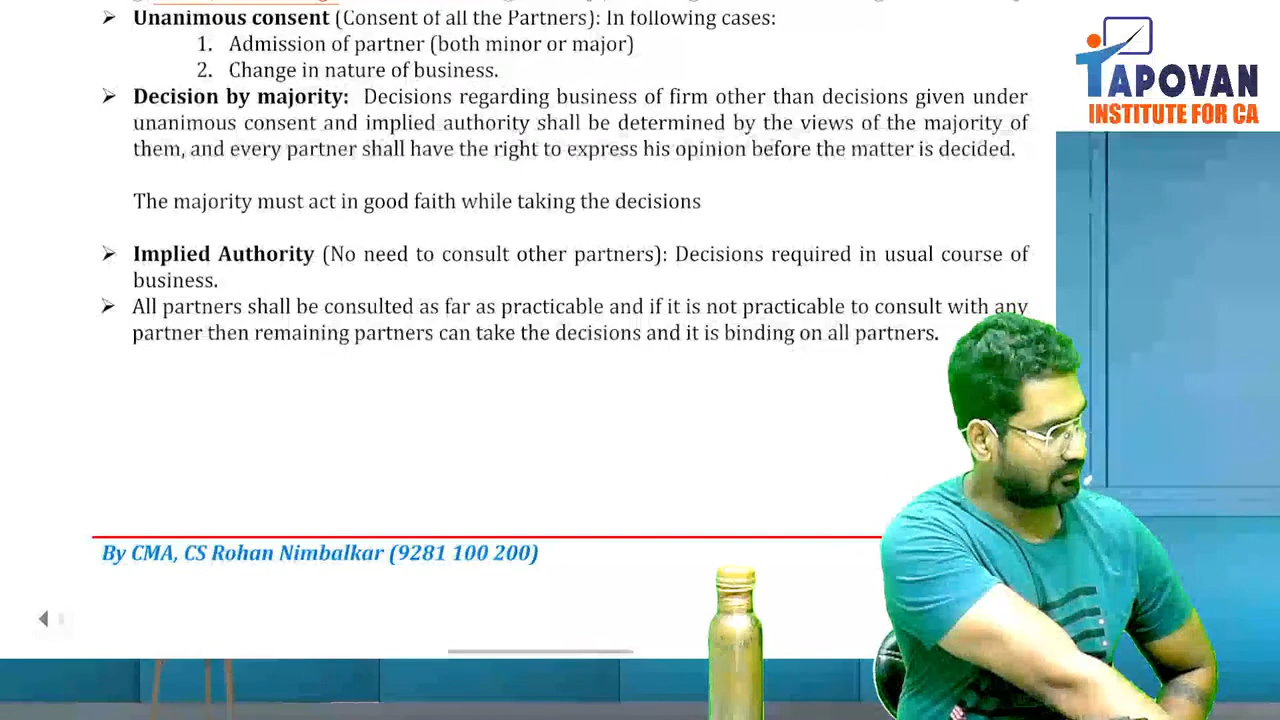 ➤ Unanimous consent (Consent of all the Partners): In following cases:
1. Admission of partner (both minor or major)
2. Change in nature of business.
➤ Decision by majority: Decisions regarding business of firm other than decisions given under
unanimous consent and implied authority shall be determined by the views of the majority of
them, and every partner shall have the right to express his opinion before the matter is decided.
The majority must act in good faith while taking the decisions
➤ Implied Authority (No need to consult other partners): Decisions required in usual course of
business.
➤ All partners shall be consulted as far as practicable and if it is not practicable to consult with any
partner then remaining partners can take the decisions and it is binding on all partners.
By CMA, CS Rohan Nimbalkar (9281 100 200)
TAPOVAN
INSTITUTE FOR CA